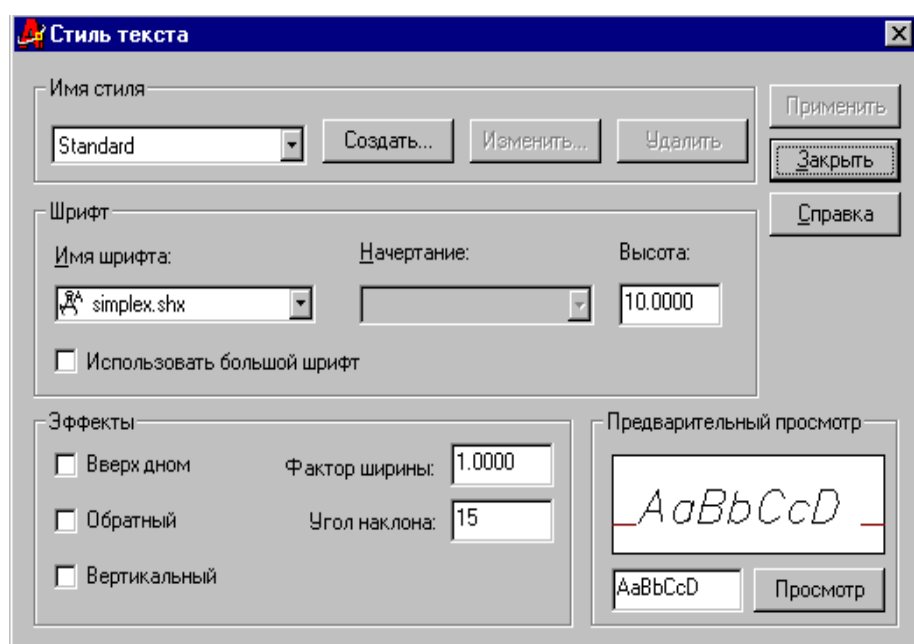 Стиль текста
Имя стиля
Standard
Создать...
Изменить...
Удалить
Применить
Закрыть
Справка
Шрифт
Имя шрифта:
Начертание:
Высота:
simplex.shx
10.0000
Использовать большой шрифт
Эффекты
Вверх дном
Фактор ширины:
1.0000
Обратный
Угол наклона:
15
Вертикальный
Предварительный просмотр
AaBbCcD
AaBbCcD
Просмотр